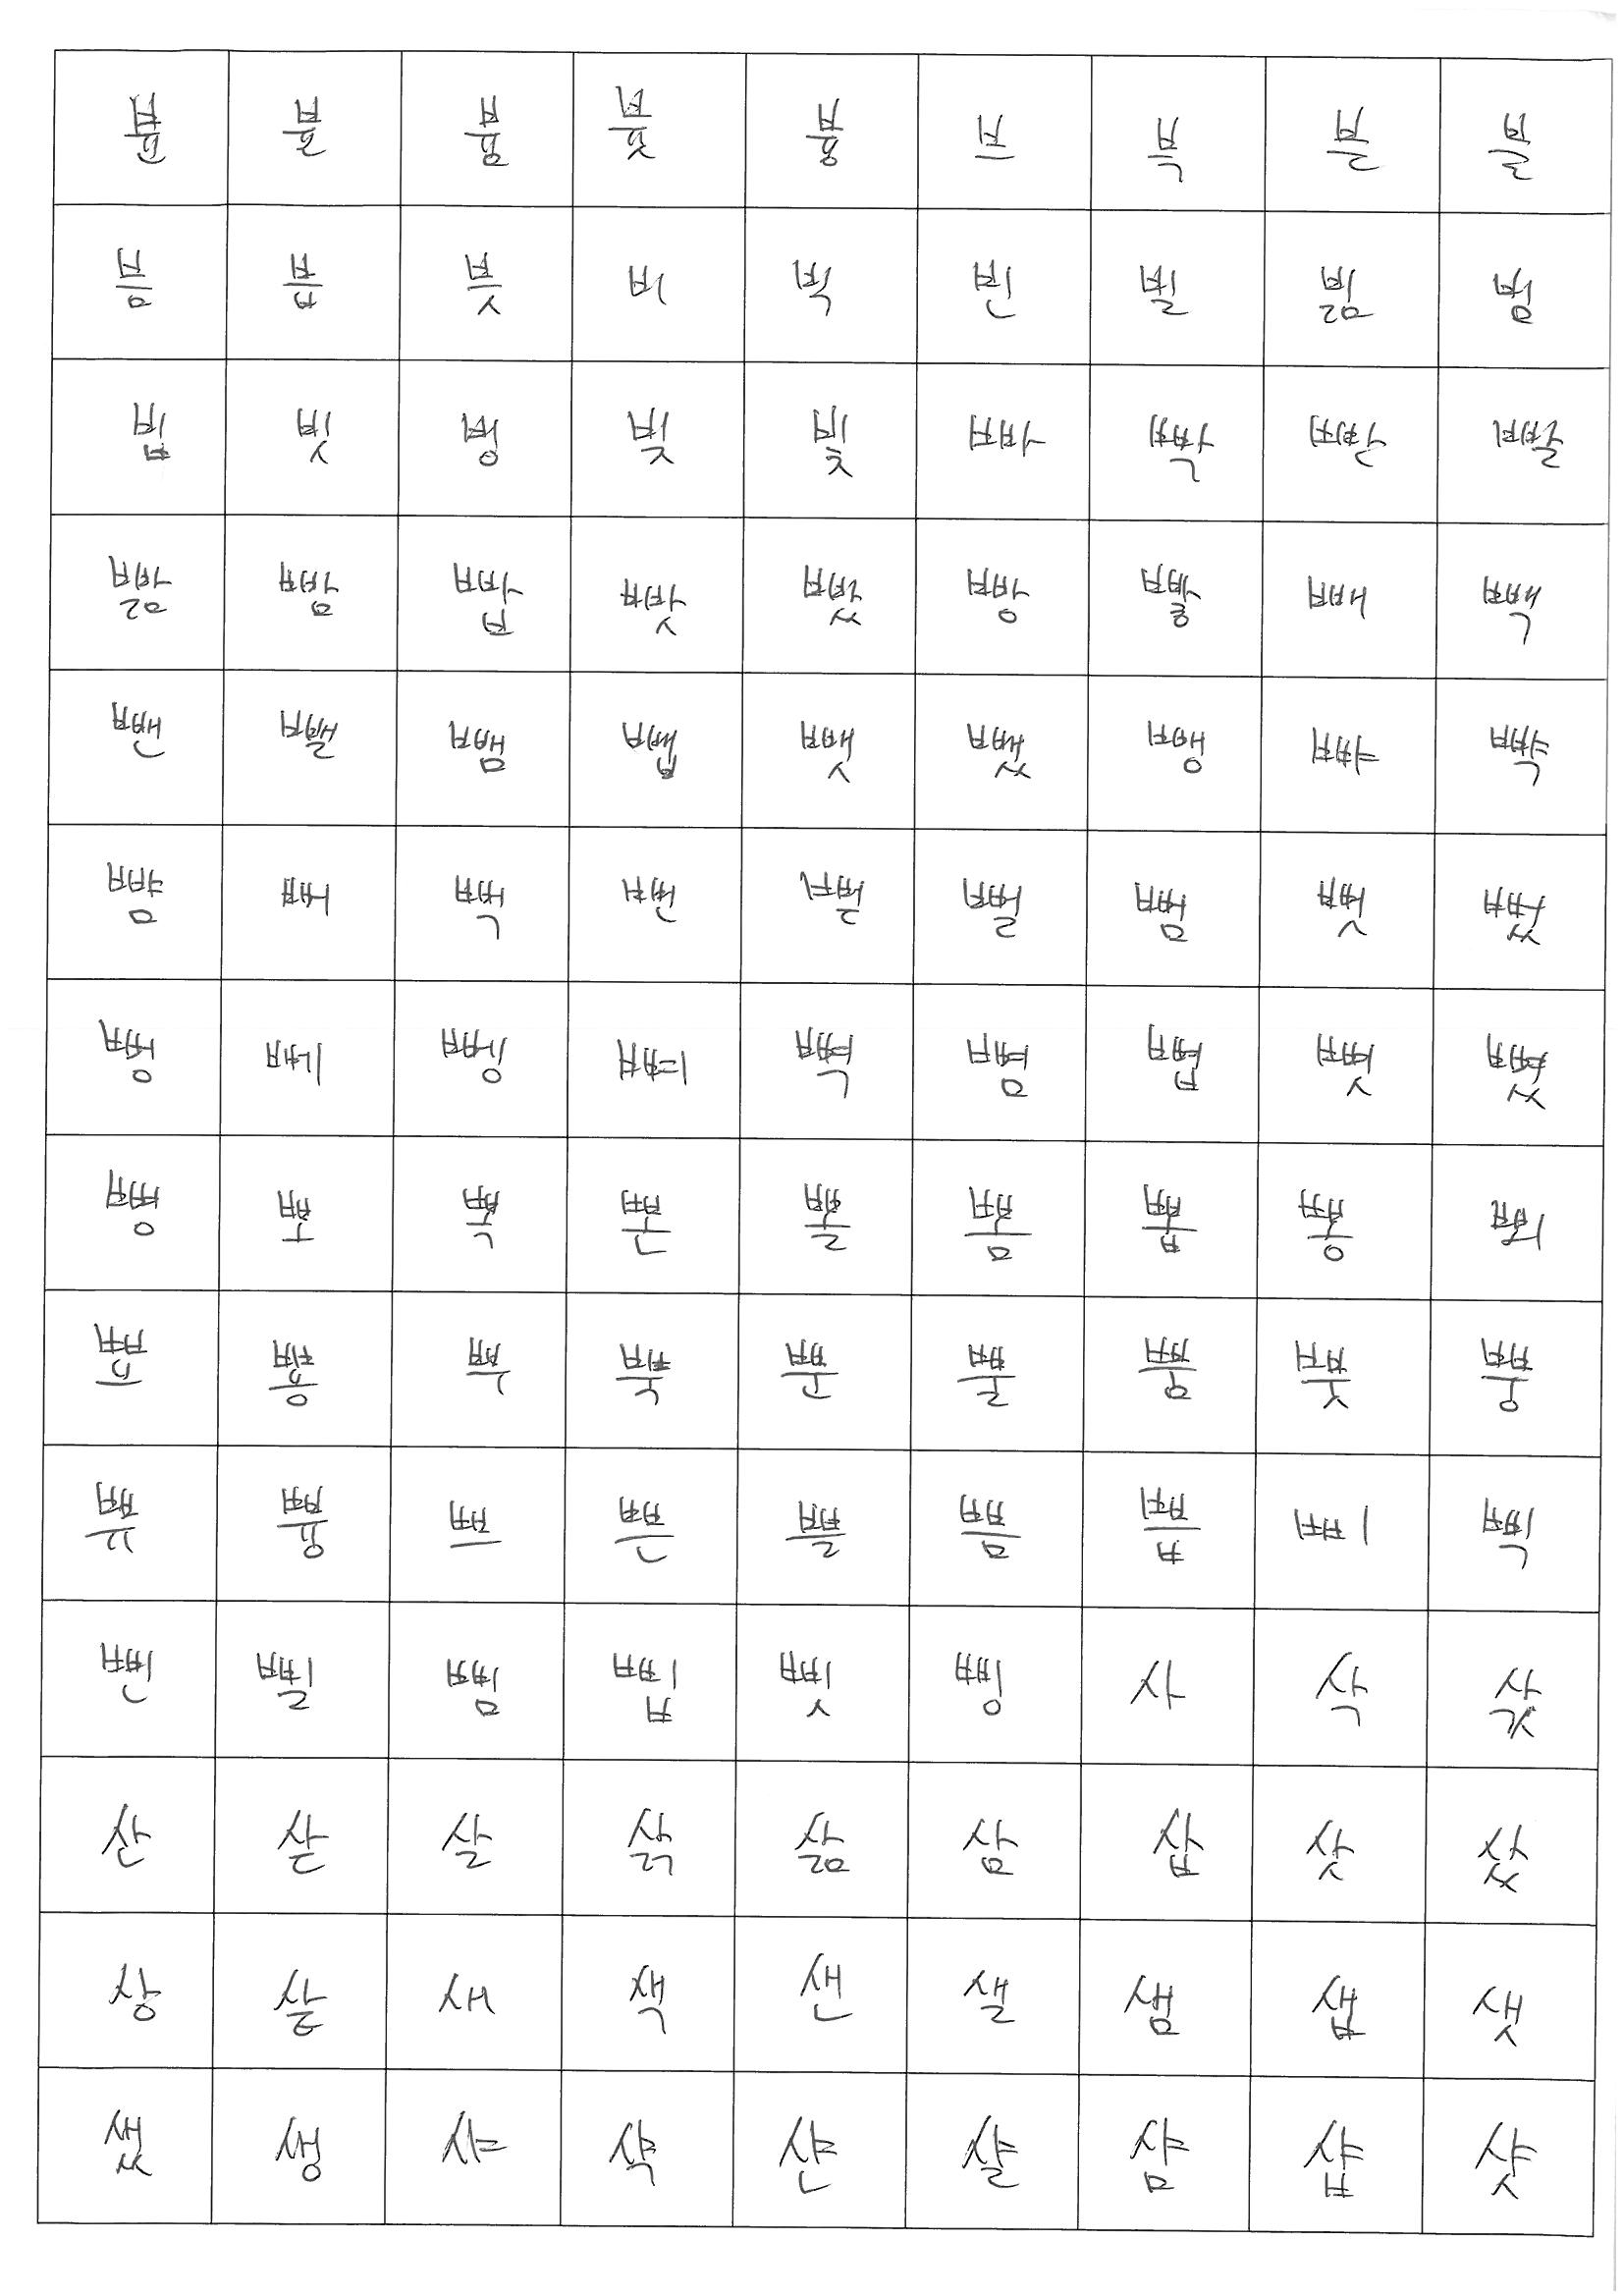 뷴 뷸 븀 븃 븅 브 븍 븐 블
븜 븝 븟 비 빅 빈 빌 빎 빔
빕 빗 빙 빚 빛 빠 빡 빤 빨
빪 빰 빱 빳 빴 빵 빻 빼 빽
뺀 뺄 뺌 뺍 뺏 뺐 뺑 뺘 뺙
뺨 뻐 뻑 뻔 뻗 뻘 뻠 뻣 뻤
뻥 뻬 뼁 뼈 뼉 뼘 뼙 뼛 뼜
뼝 뽀 뽁 뽄 뽈 뽐 뽑 뽕 뾔
뾰 뿅 뿌 뿍 뿐 뿔 뿜 뿟 뿡
쀼 쁑 쁘 쁜 쁠 쁨 쁩 삐 삑
삔 삘 삠 삡 삣 삥 사 삭 삯
산 삳 살 삵 삶 삼 삽 삿 샀
상 샅 새 색 샌 샐 샘 샙 샛
샜 생 샤 샥 샨 샬 샴 샵 샷